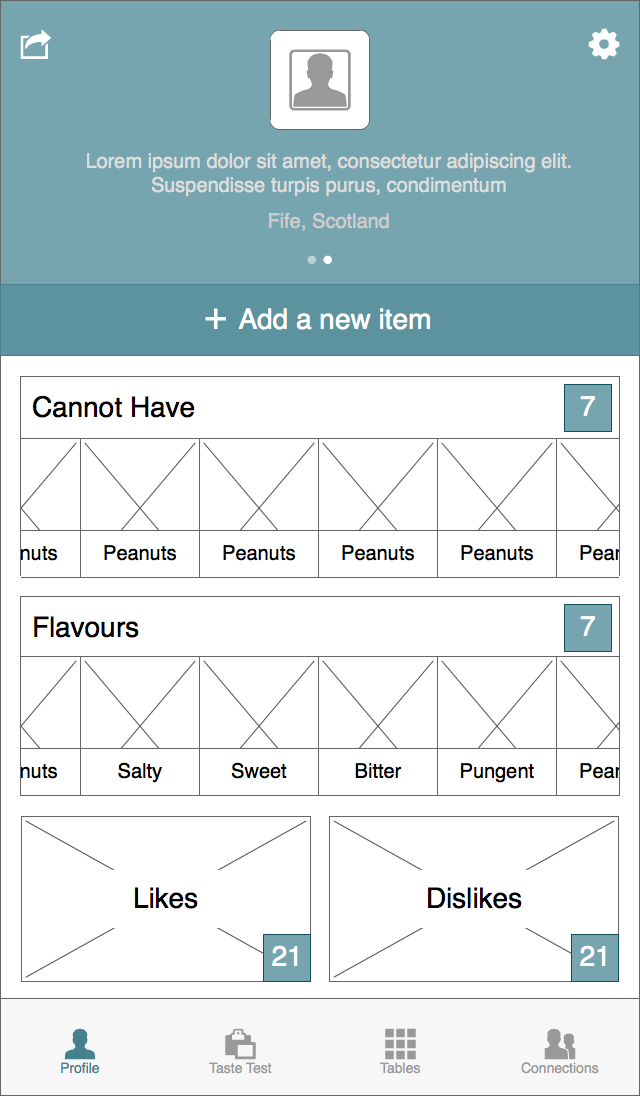 Lorem ipsum dolor sit amet, consectetur adipiscing elit.
Suspendisse turpis purus, condimentum
Fife, Scotland
+ Add a new item
Cannot Have 7
nuts Peanuts Peanuts Peanuts Peanuts Pear
Flavours 7
nuts Salty Sweet Bitter Pungent Pear
Likes Dislikes
21 21
Profile Taste Test Tables Connections